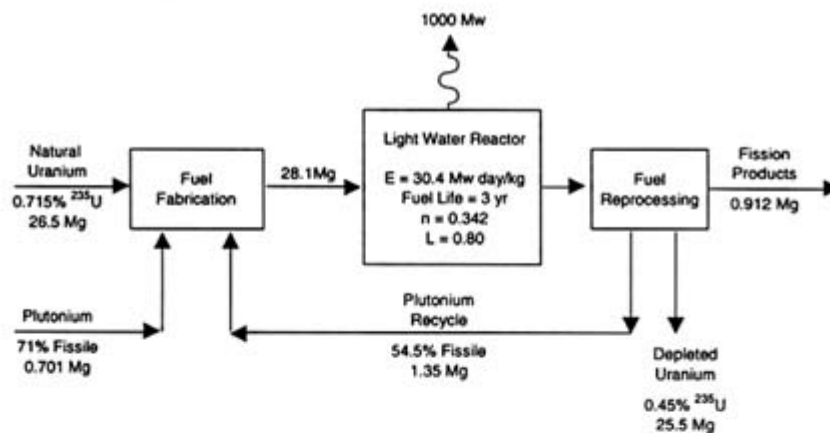 1000 Mw
Natural
Uranium
0.715% ²³⁵U
26.5 Mg
Fuel
Fabrication
28.1Mg
Light Water Reactor
E = 30.4 Mw day/kg
Fuel Life = 3 yr
n = 0.342
L = 0.80
Fuel
Reprocessing
Fission
Products
0.912 Mg
Plutonium
71% Fissile
0.701 Mg
Plutonium
Recycle
54.5% Fissile
1.35 Mg
Depleted
Uranium
0.45% ²³⁵U
25.5 Mg